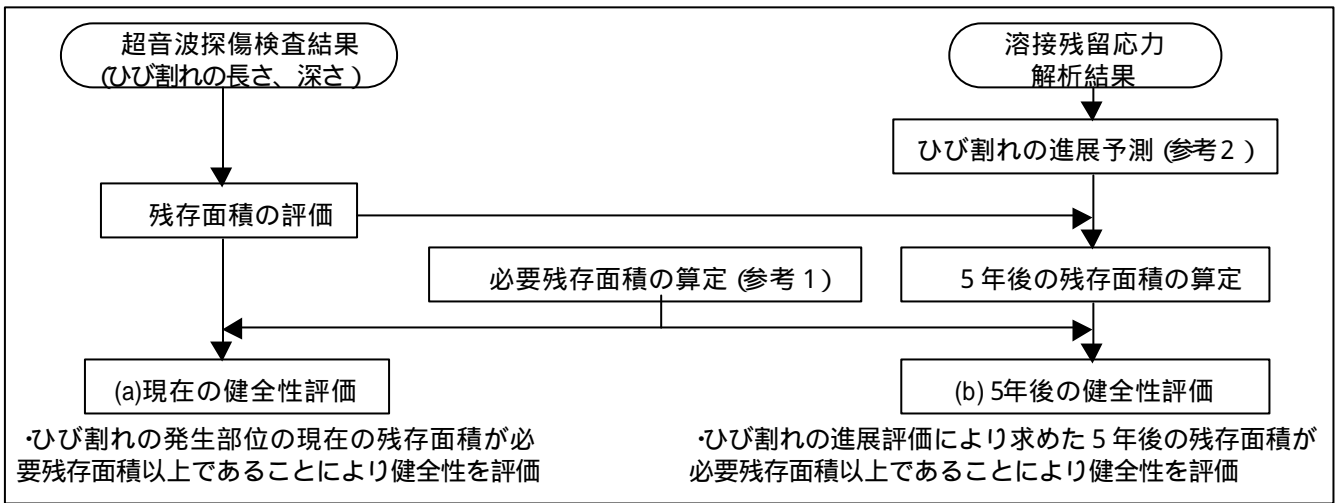 超音波探傷検査結果
(ひび割れの長さ、深さ)
溶接残留応力
解析結果
ひび割れの進展予測(参考2)
残存面積の評価
必要残存面積の算定(参考1)
5年後の残存面積の算定
(a)現在の健全性評価
(b) 5年後の健全性評価
・ひび割れの発生部位の現在の残存面積が必
要残存面積以上であることにより健全性を評価
・ひび割れの進展評価により求めた5年後の残存面積が
必要残存面積以上であることにより健全性を評価